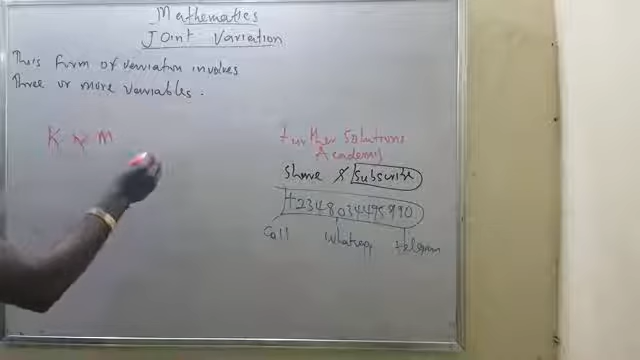 Mathematics
Joint Variation
This form of variation involves
Three or more variables.
K ∝ M
Further Solutions
Academy
Share & Subscribe
Call
Whatsapp
telegram